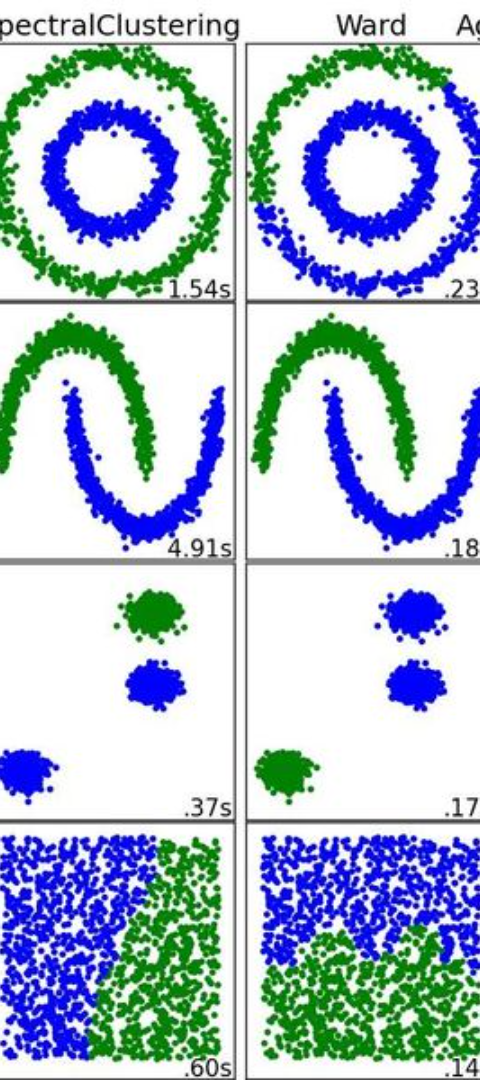 pectralClustering Ward Ag
1.54s .23
4.91s .18
.37s .17
.60s .14